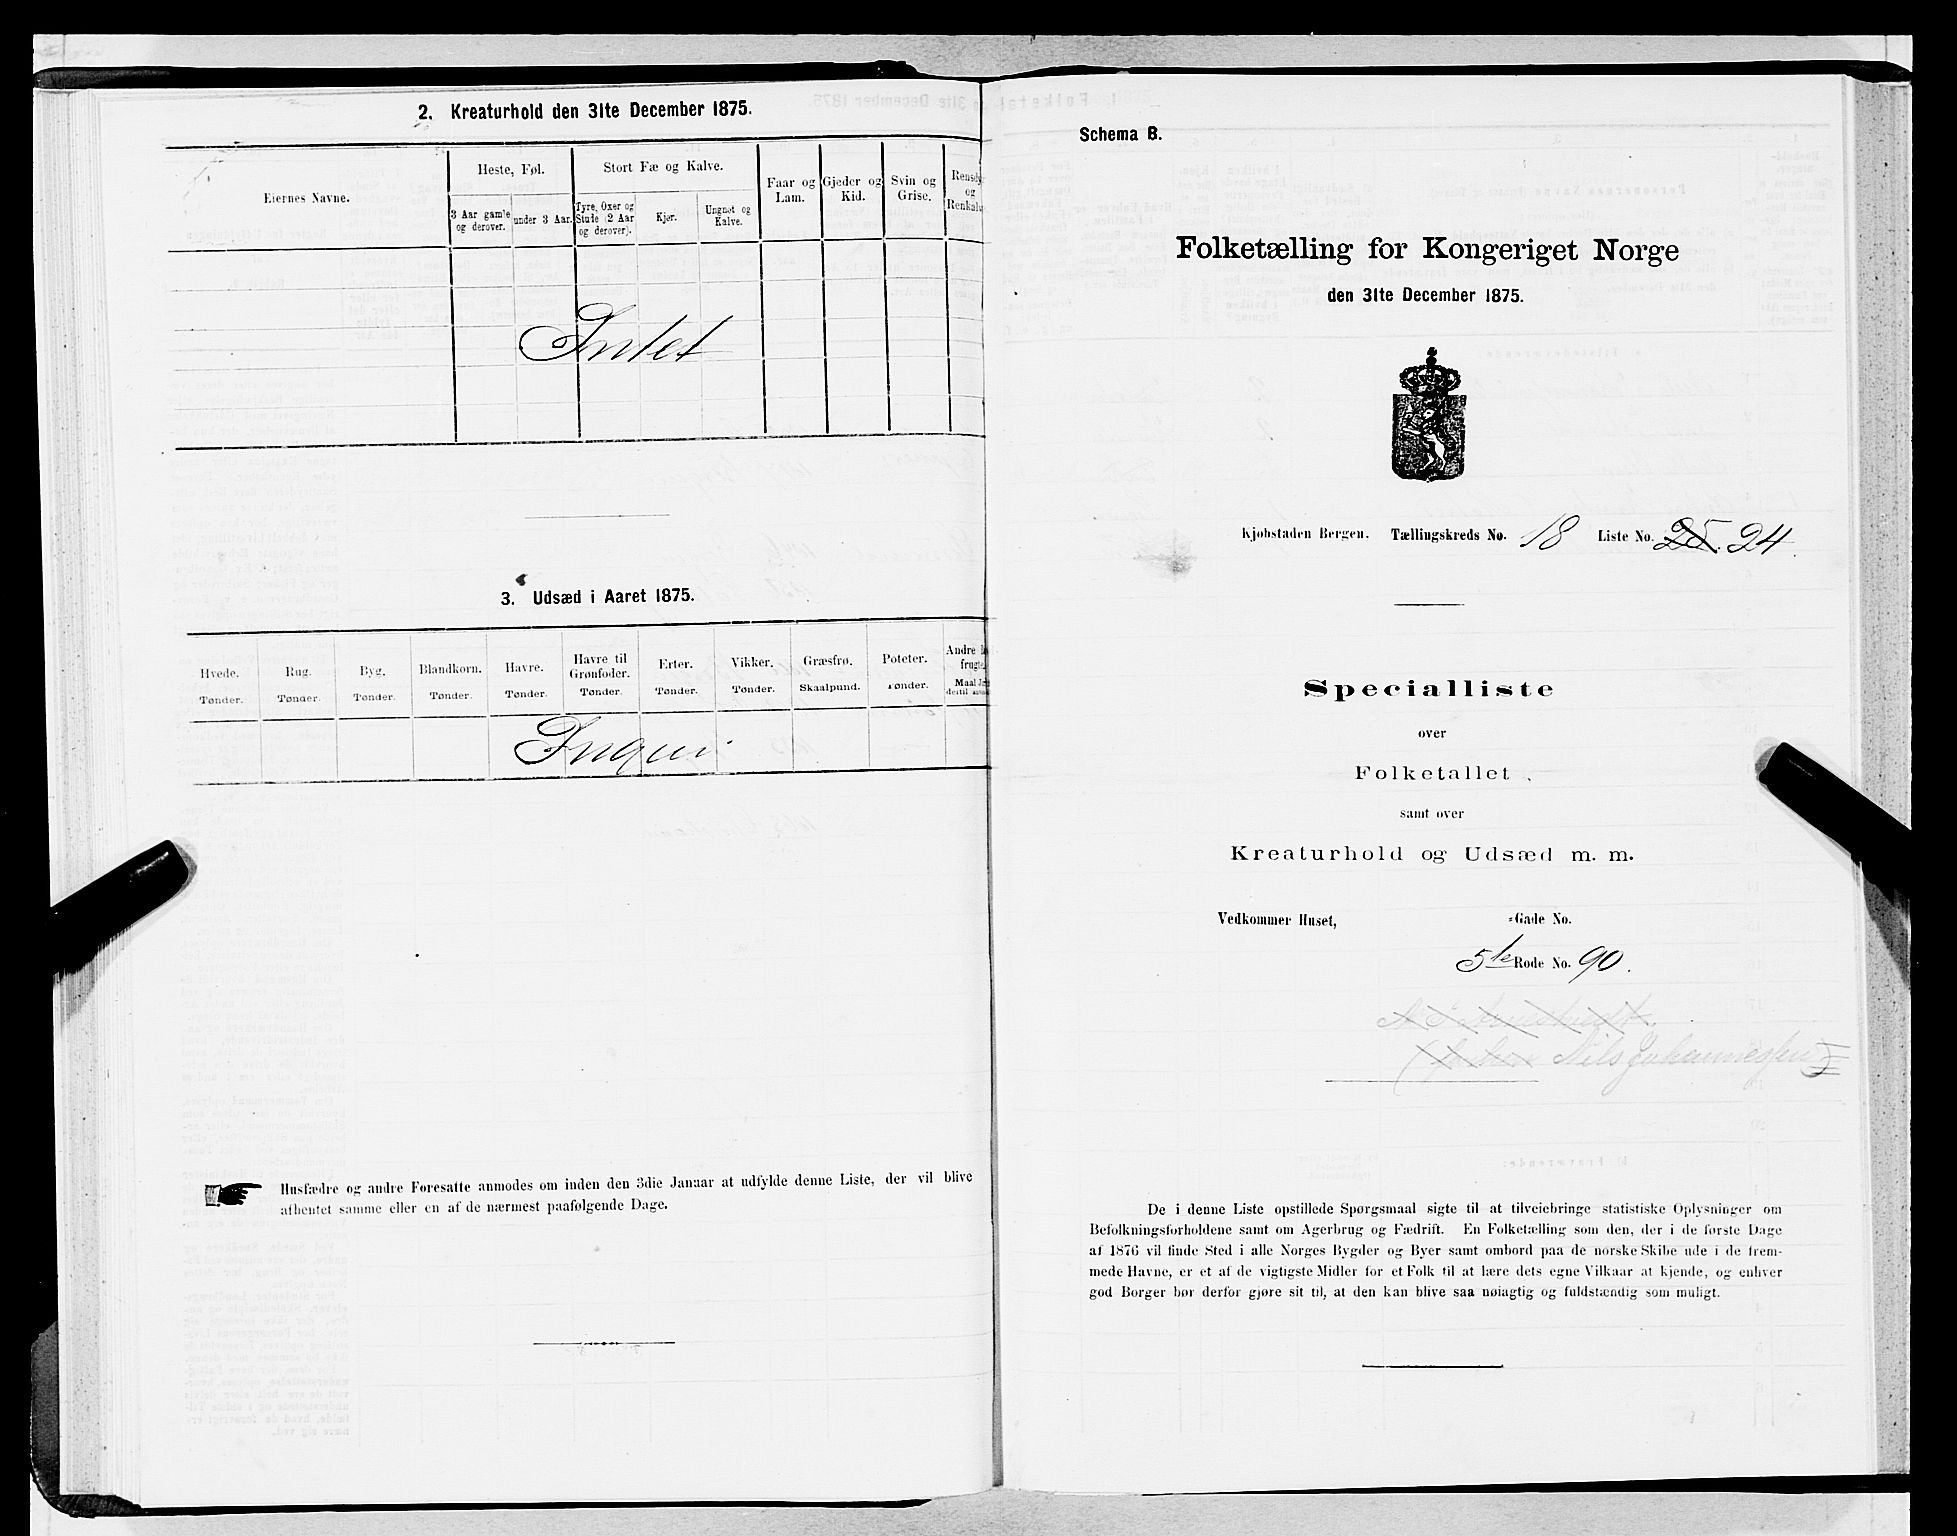 2. Kreaturhold den 31te December 1875.
Eiernes Navne.
Heste, Føl.
Stort Fæ og Kalve.
3 Aar gamle og derover.
under 3 Aar.
Tyre, Oxer og Stude (2 Aar og derover).
Kjør.
Ungnøt og Kalve.
Faar og Lam.
Gjeder og Kid.
Svin og Grise.
Rensdy
og
Renkalv
Intet
3. Udsæd i Aaret 1875.
Hvede. Rug. Byg. Blandkorn. Havre. Havre til Grønfoder. Erter. Vikker. Græsfrø. Poteter. Andre
frugte
Tønder. Tønder. Tønder. Tønder. Tønder. Tønder. Tønder. Tønder. Skaalpund. Tønder. Maal
Ingen
Husfædre og andre Foresatte anmodes om inden den 3die Januar at udfylde denne Liste, der vil blive
afhentet samme eller en af de nærmest paafølgende Dage.
Schema B.
Folketælling for Kongeriget Norge
den 31te December 1875.
Kjøbstaden Bergen. Tællingskreds No. 18 Liste No. 25. 24.
Specialliste
over
Folketallet
samt over
Kreaturhold og Udsæd m. m.
Vedkommer Huset, -Gade No.
5te Rode No. 90.
Nils Johannessen
De i denne Liste opstillede Spørgsmaal sigte til at tilveiebringe statistiske Oplysninger om
Befolkningsforholdene samt om Agerbrug og Fædrift. En Folketælling som den, der i de første Dage
af 1876 vil finde Sted i alle Norges Bygder og Byer samt ombord paa de norske Skibe ude i de frem-
mede Havne, er et af de vigtigste Midler for et Folk til at lære dets egne Vilkaar at kjende, og enhver
god Borger bør derfor gjøre sit til, at den kan blive saa nøiagtig og fuldstændig som muligt.